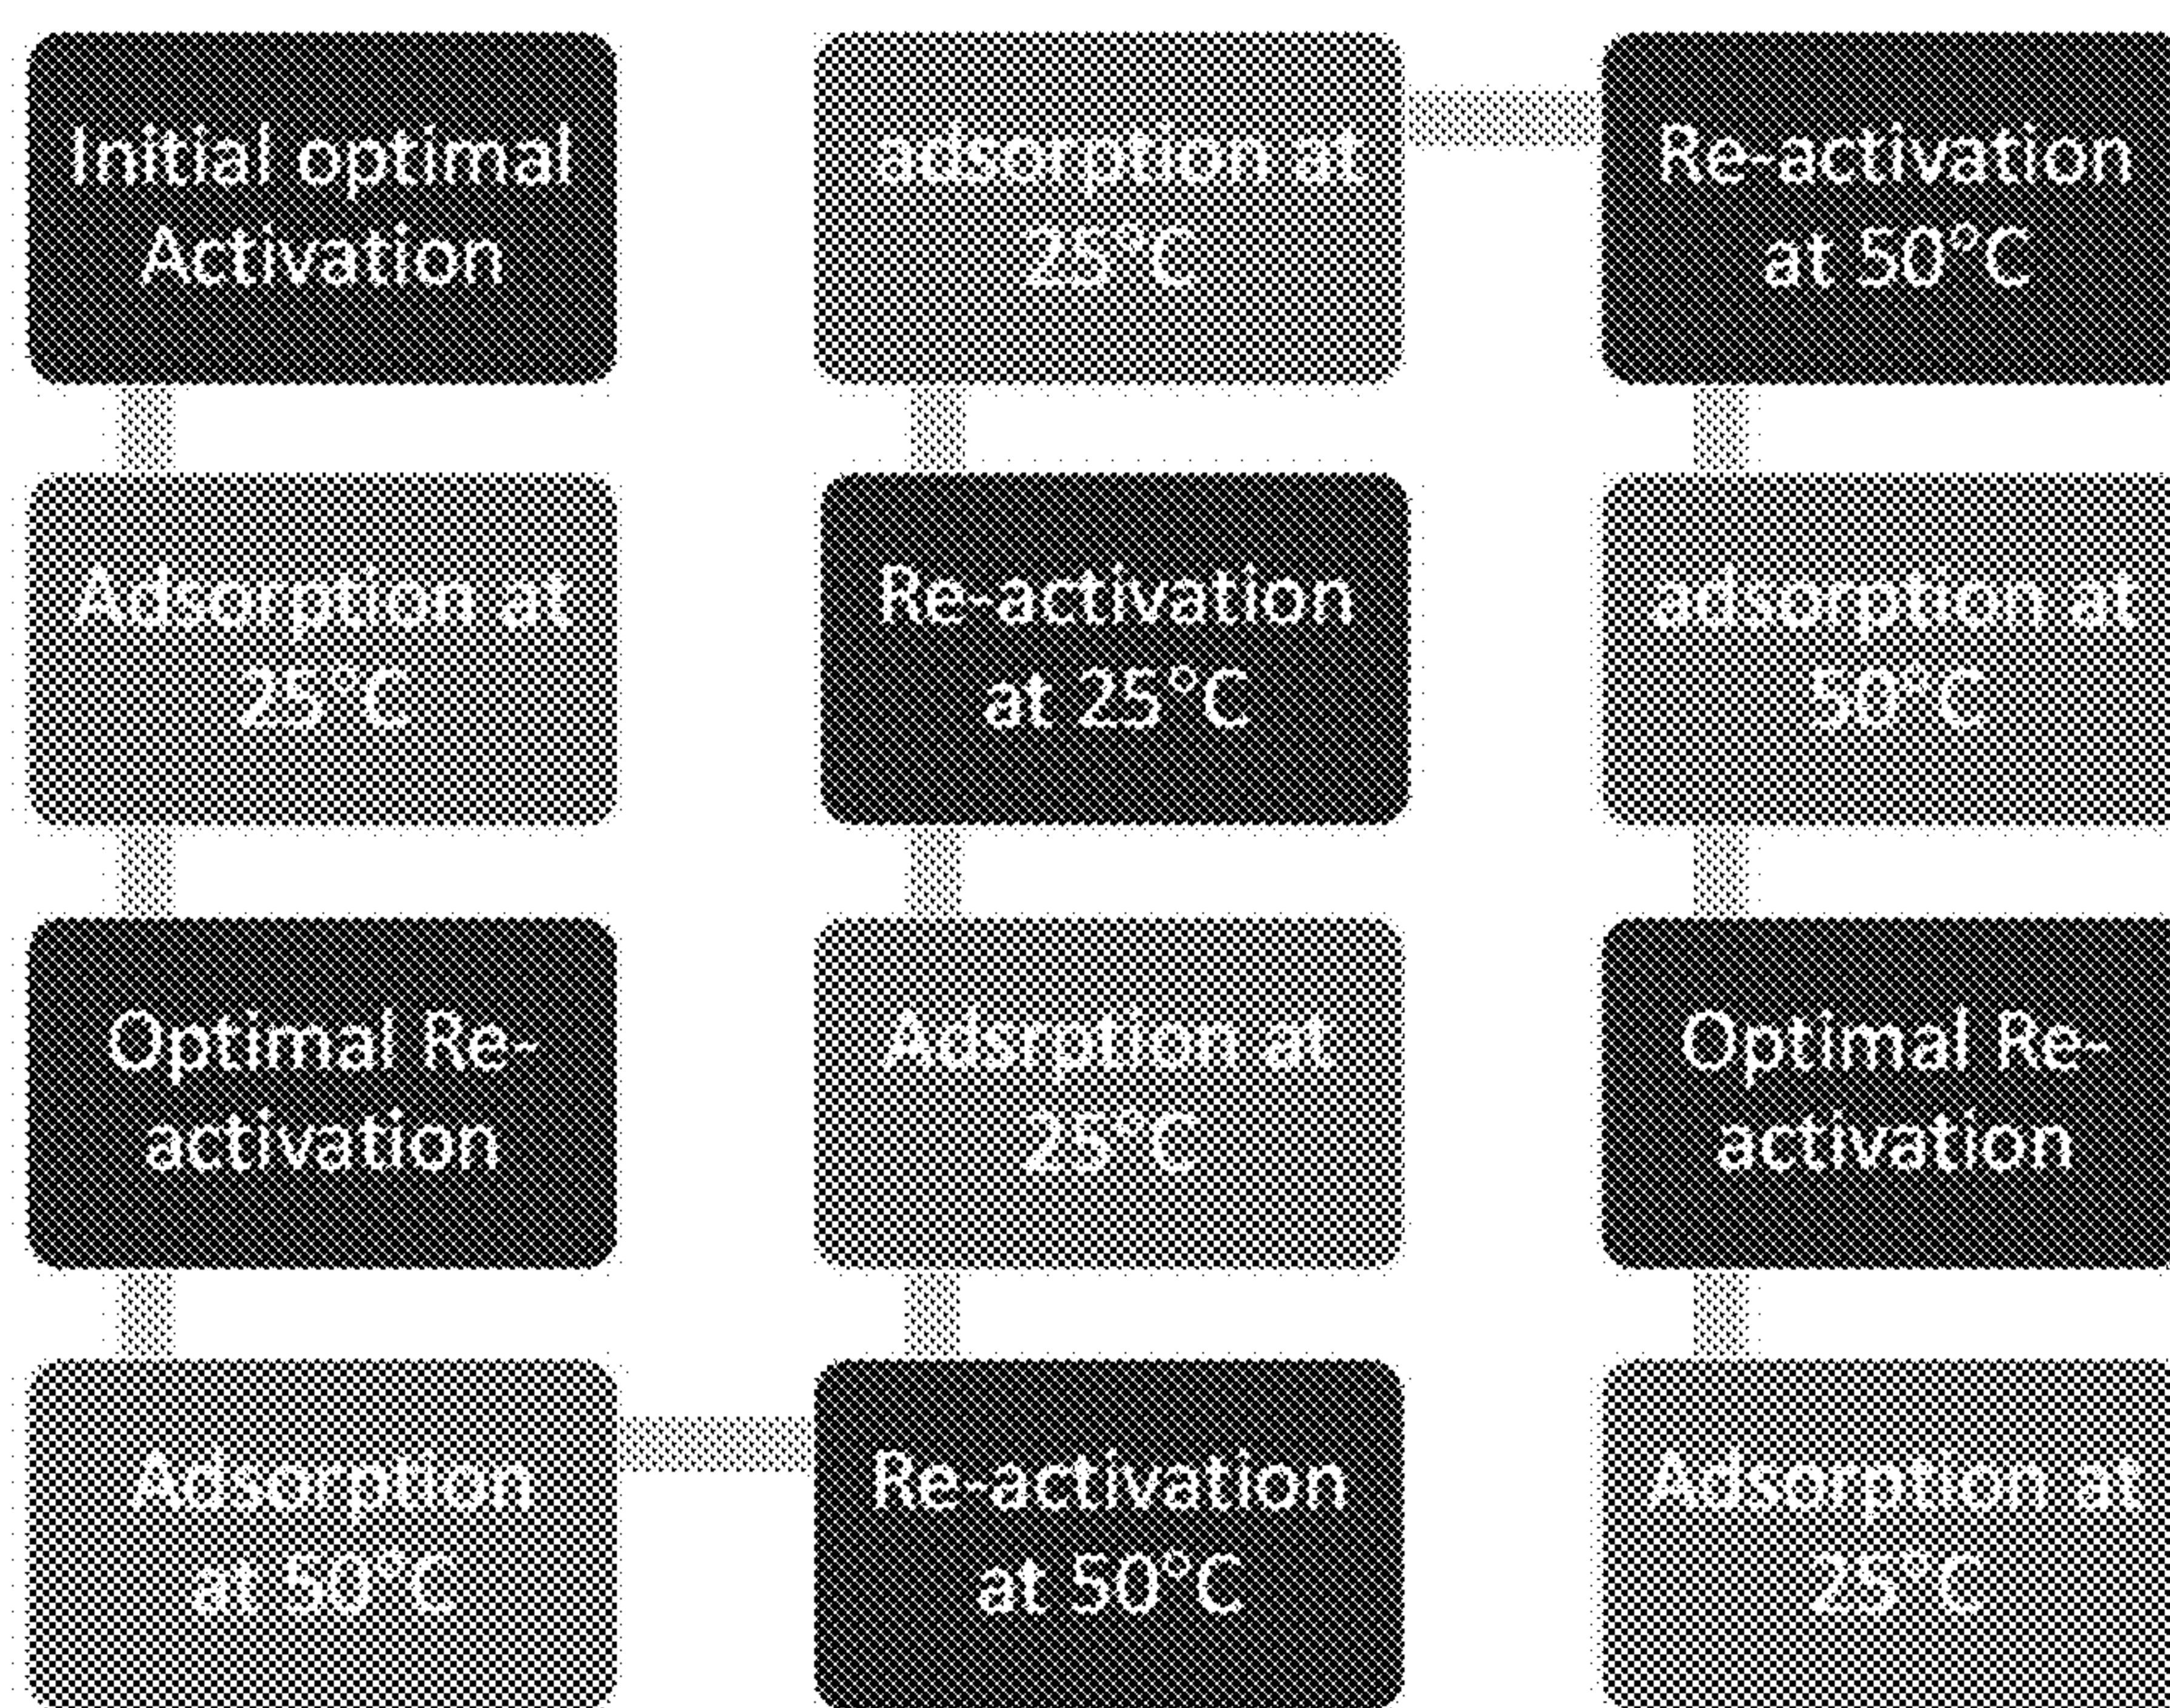 Initial optimal
Activation
Adsorption at
25°C
Optimal Re-
activation
Adsorption
at 50°C
Re-activation
at 50°C
Adsrption at
25°C
Re-activation
at 25°C
adsorption at
25°C
Re-activation
at 50°C
adsorption at
50°C
Optimal Re-
activation
Adsorption at
25°C